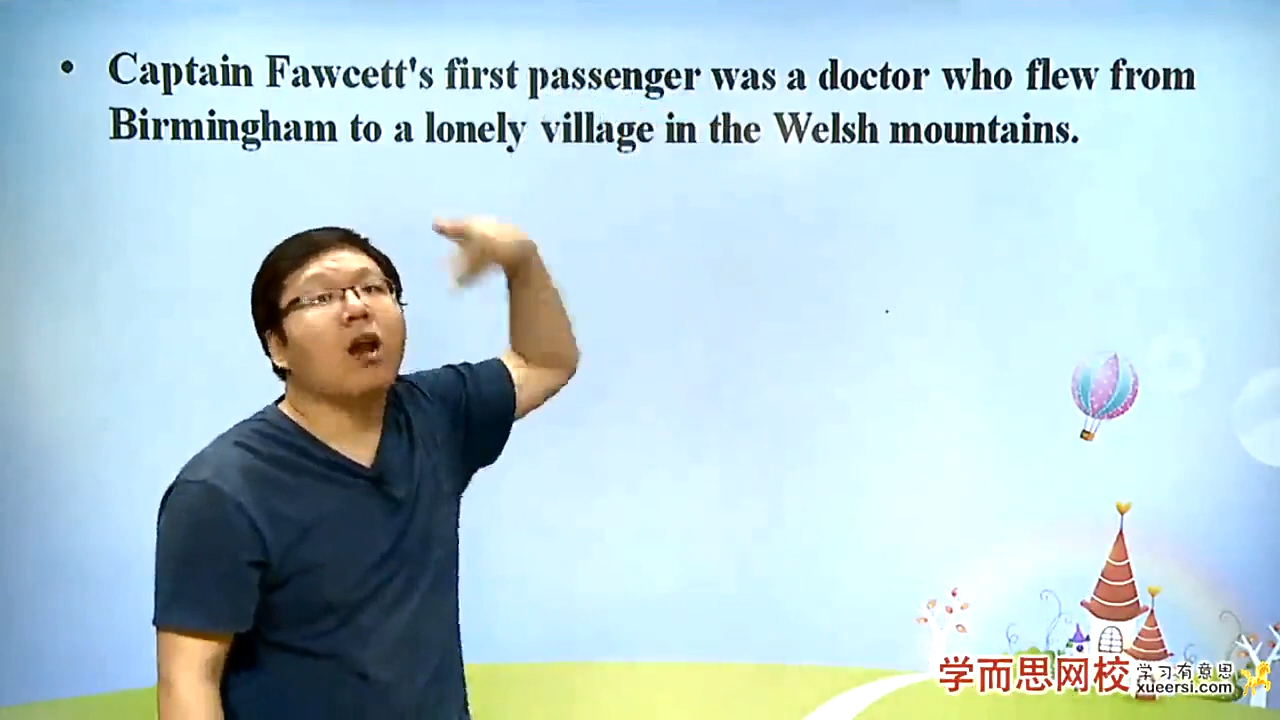 • Captain Fawcett's first passenger was a doctor who flew from
Birmingham to a lonely village in the Welsh mountains.
学而思网校 学习有意思
xueersi.com